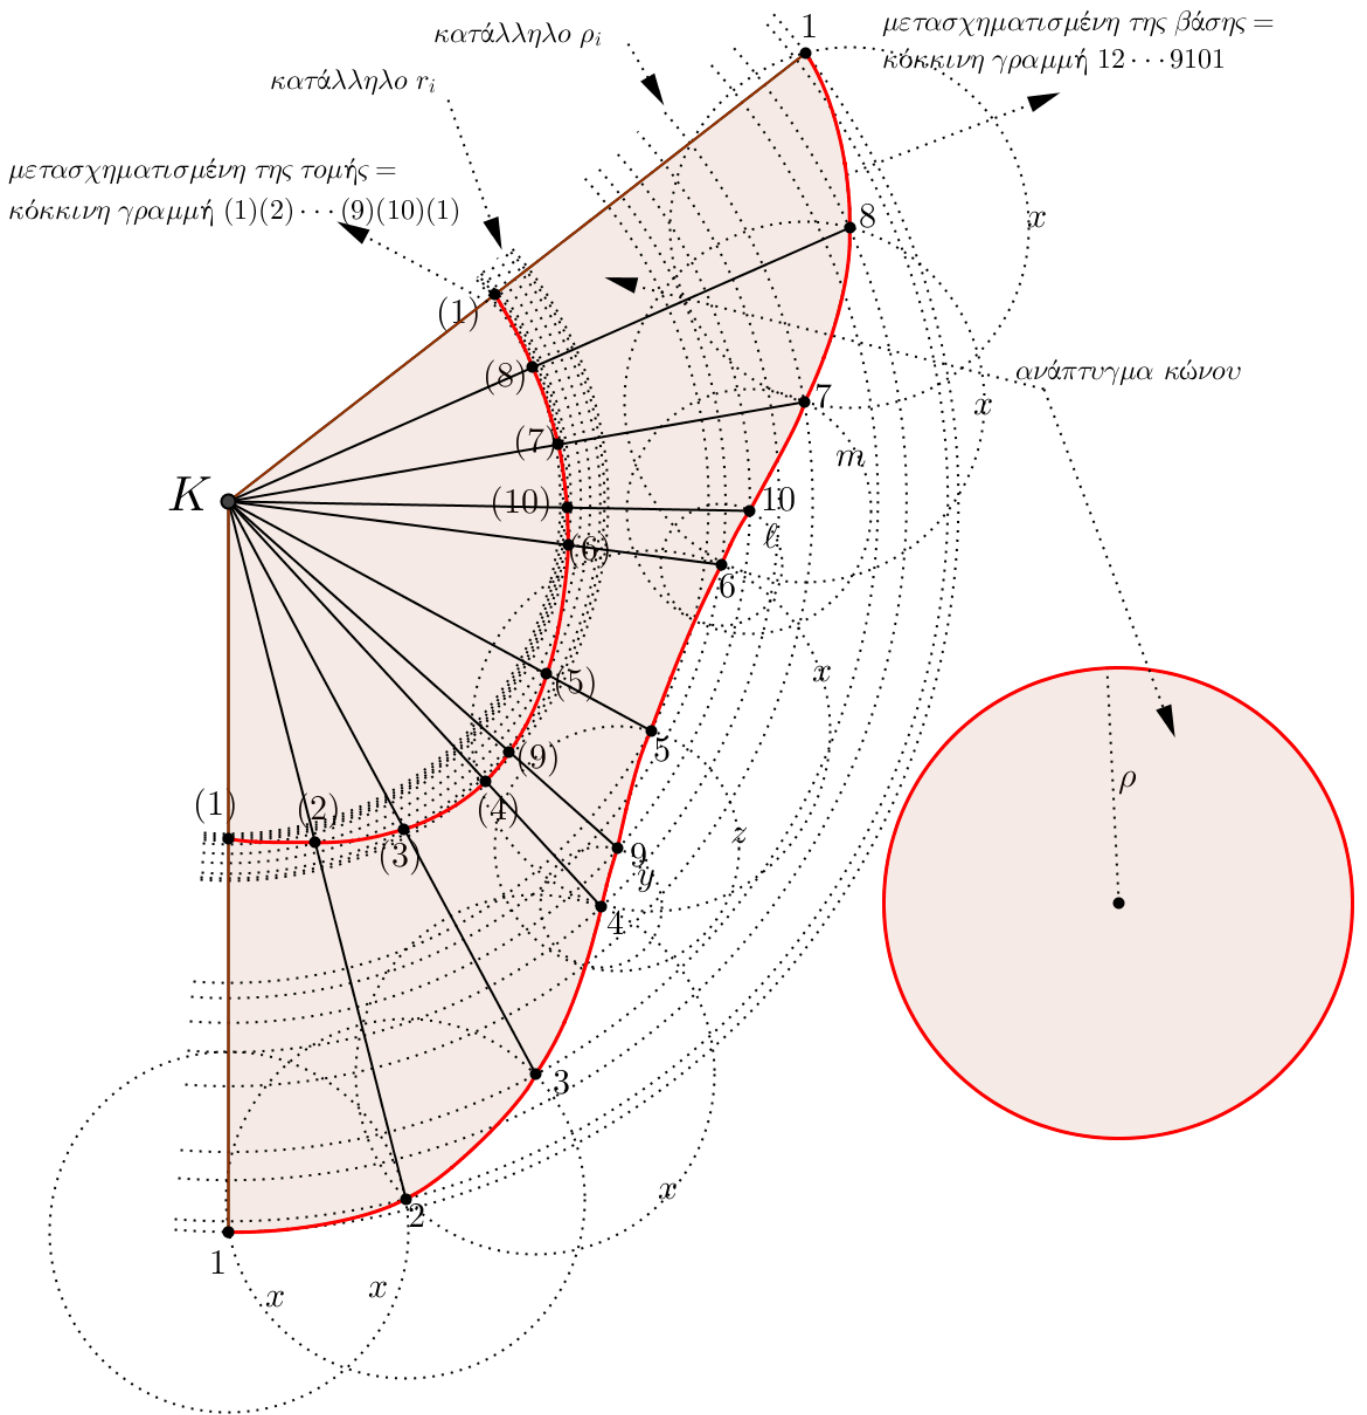 1
μετασχηματισμένη της βάσης =
κόκκινη γραμμή 12 · · · 9101
κατάλληλο ρᵢ
κατάλληλο rᵢ
μετασχηματισμένη της τομής =
κόκκινη γραμμή (1)(2) · · · (9)(10)(1)
x
8
(1)
ανάπτυγμα κώνου
(8)
7
x
(7)
m
K
(10)
10
ℓ
(6)
6
x
(5)
5
(9)
ρ
(1)
(2)
(4)
z
(3)
9
y
4
3
x
2
1
x
x